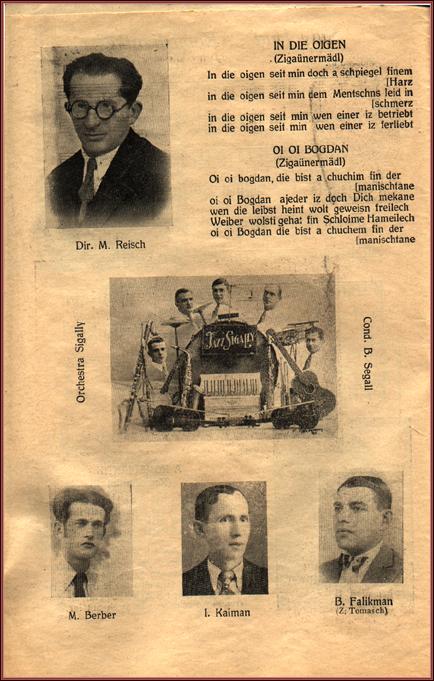 IN DIE OIGEN
(Zigaünermädl)
In die oigen seit min doch a schpiegel finem
[Harz
in die oigen seit min dem Mentschns leid in
[schmerz
in die oigen seit min wen einer iz betriebt
in die oigen seit min wen einer iz ferliebt
OI OI BOGDAN
(Zigaünermädl)
Oi oi bogdan, die bist a chuchim fin der
[manischtane
oi oi Bogdan ajeder iz doch Dich mekane
wen die leibst heint wolt geweisn freilech
Weiber wolsti gehat fin Schloime Hameilech
oi oi Bogdan die bist a chuchem fin der
[manischtane
Dir. M. Reisch
Orchestra Sigally
JAZZ SIGALLY
Cond. B. Segall
M. Berber
I. Kaiman
B. Falikman
(Z. Tomasch)